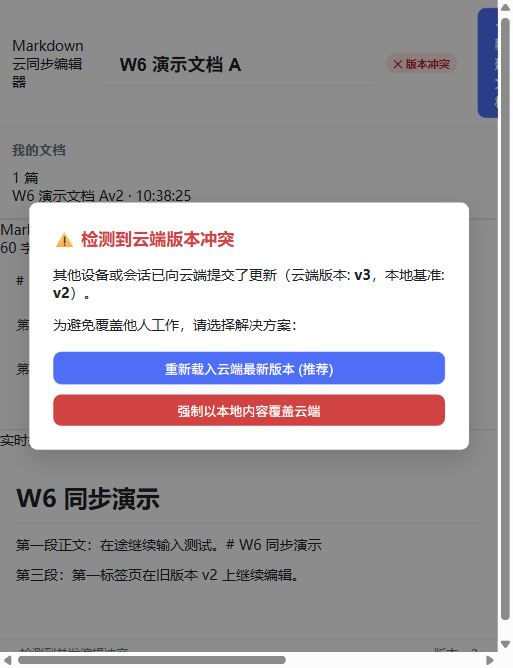 Markdown
云同步编辑
器
W6 演示文档 A
✕ 版本冲突
我的文档
1 篇
W6 演示文档 Av2 · 10:38:25
60 字
#
第
第
⚠️ 检测到云端版本冲突
其他设备或会话已向云端提交了更新（云端版本: v3，本地基准:
v2）。
为避免覆盖他人工作，请选择解决方案：
重新载入云端最新版本 (推荐)
强制以本地内容覆盖云端
实时
W6 同步演示
第一段正文：在途继续输入测试。# W6 同步演示
第三段：第一标签页在旧版本 v2 上继续编辑。